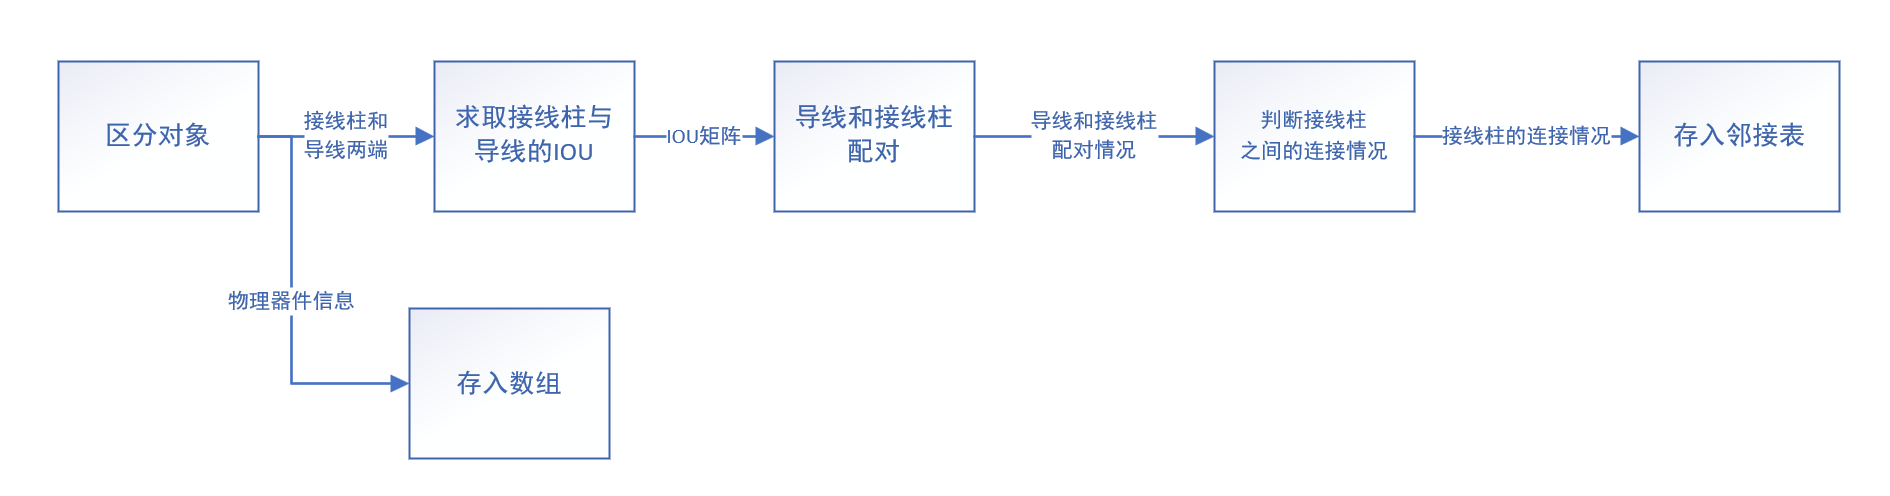 区分对象
接线柱和
导线两端
求取接线柱与
导线的IOU
IOU矩阵
导线和接线柱
配对
导线和接线柱
配对情况
判断接线柱
之间的连接情况
接线柱的连接情况
存入邻接表
物理器件信息
存入数组